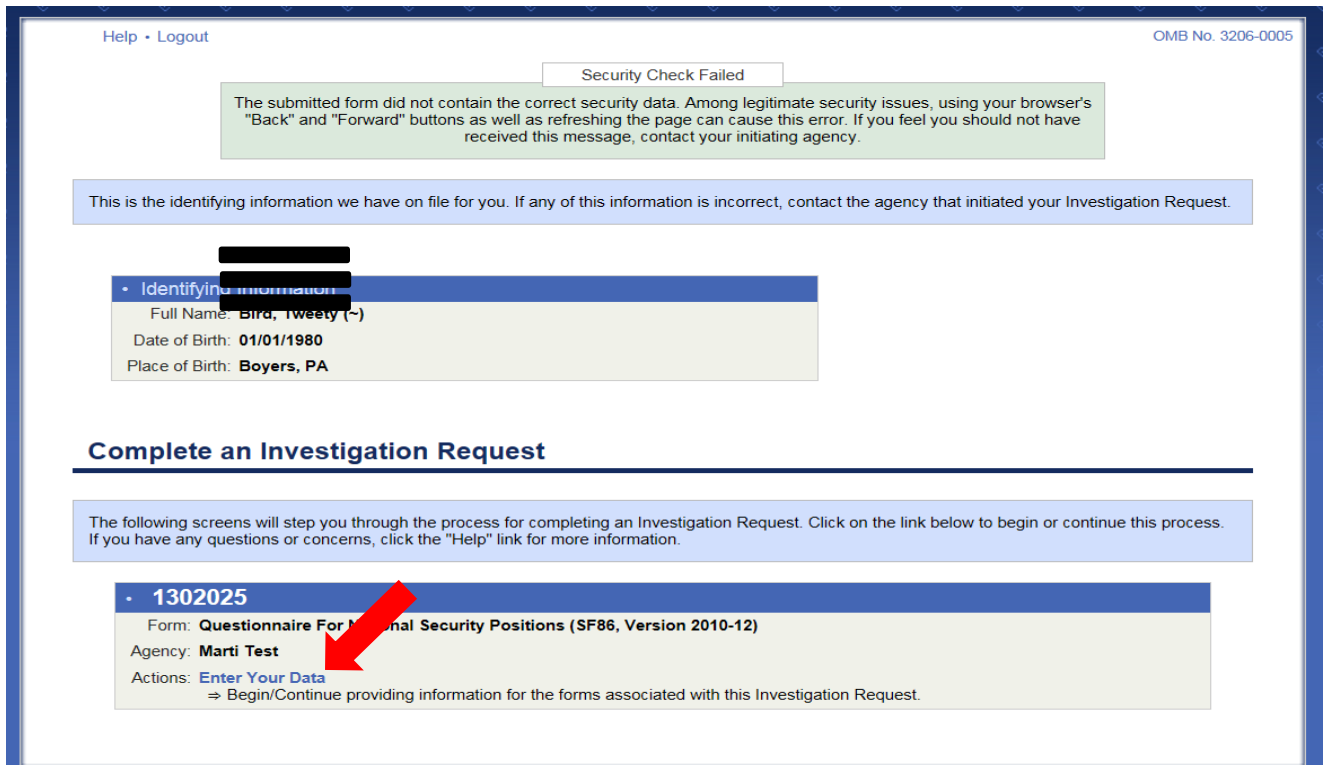 Help • Logout
OMB No. 3206-0005
Security Check Failed
The submitted form did not contain the correct security data. Among legitimate security issues, using your browser's
"Back" and "Forward" buttons as well as refreshing the page can cause this error. If you feel you should not have
received this message, contact your initiating agency.
This is the identifying information we have on file for you. If any of this information is incorrect, contact the agency that initiated your Investigation Request.
• Identifying Information
Full Name: Bird, Tweety (~)
Date of Birth: 01/01/1980
Place of Birth: Boyers, PA
Complete an Investigation Request
The following screens will step you through the process for completing an Investigation Request. Click on the link below to begin or continue this process.
If you have any questions or concerns, click the "Help" link for more information.
• 1302025
Form: Questionnaire For National Security Positions (SF86, Version 2010-12)
Agency: Marti Test
Actions: Enter Your Data
⇒ Begin/Continue providing information for the forms associated with this Investigation Request.